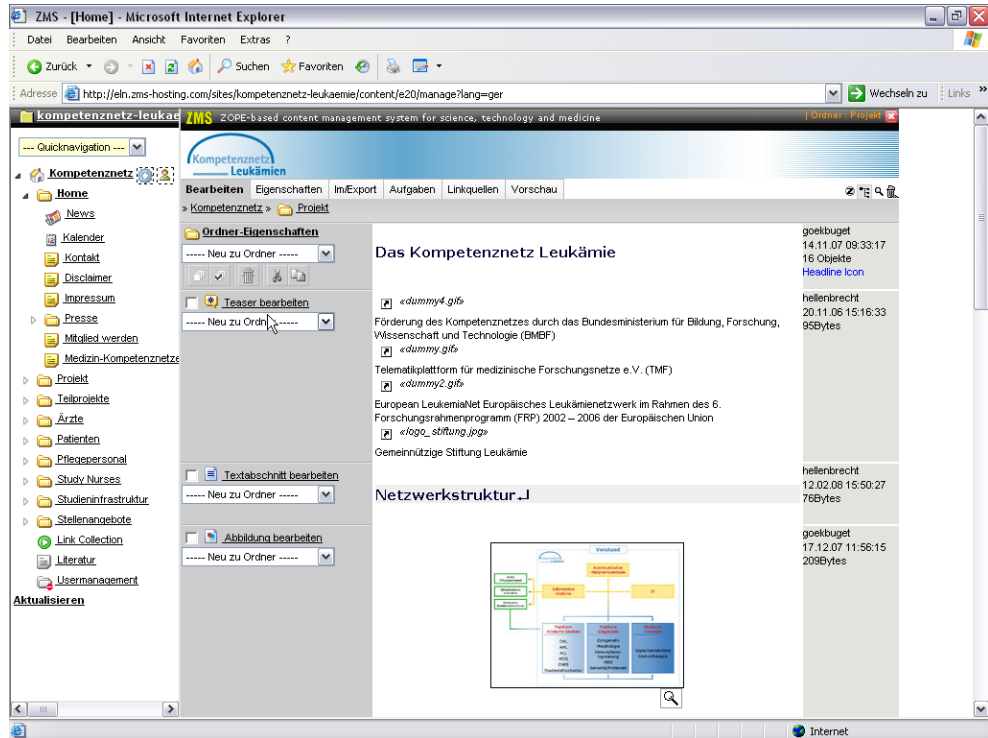 ZMS - [Home] - Microsoft Internet Explorer
Datei Bearbeiten Ansicht Favoriten Extras ?
Zurück Suchen Favoriten
Adresse http://eln.zms-hosting.com/sites/kompetenznetz-leukaemie/content/e20/manage?lang=ger Wechseln zu Links »
kompetenznetz-leukae
ZMS ZOPE-based content management system for science, technology and medicine
[Ordner: Projekt
--- Quicknavigation ---
Kompetenznetz
Home
News
Kalender
Kontakt
Disclaimer
Impressum
Presse
Mitglied werden
Medizin-Kompetenznetze
Projekt
Teilprojekte
Ärzte
Patienten
Pflegepersonal
Study Nurses
Studieninfrastruktur
Stellenangebote
Link Collection
Literatur
Usermanagement
Aktualisieren
Kompetenznetz
Leukämien
Bearbeiten Eigenschaften Im/Export Aufgaben Linkquellen Vorschau
» Kompetenznetz » Projekt
Ordner-Eigenschaften
----- Neu zu Ordner -----
Das Kompetenznetz Leukämie
goekbuget
14.11.07 09:33:17
16 Objekte
Headline Icon
Teaser bearbeiten
----- Neu zu Ordner -----
«dummy4.gif»
Förderung des Kompetenznetzes durch das Bundesministerium für Bildung, Forschung,
Wissenschaft und Technologie (BMBF)
«dummy.gif»
Telematikplattform für medizinische Forschungsnetze e.V. (TMF)
«dummy2.gif»
European LeukemiaNet Europäisches Leukämienetzwerk im Rahmen des 6.
Forschungsrahmenprogramm (FRP) 2002 – 2006 der Europäischen Union
«logo_stiftung.jpg»
Gemeinnützige Stiftung Leukämie
hellenbrecht
20.11.06 15:16:33
95Bytes
Textabschnitt bearbeiten
----- Neu zu Ordner -----
Netzwerkstruktur
hellenbrecht
12.02.08 15:50:27
76Bytes
Abbildung bearbeiten
----- Neu zu Ordner -----
Vorstand
goekbuget
17.12.07 11:56:15
209Bytes
Internet